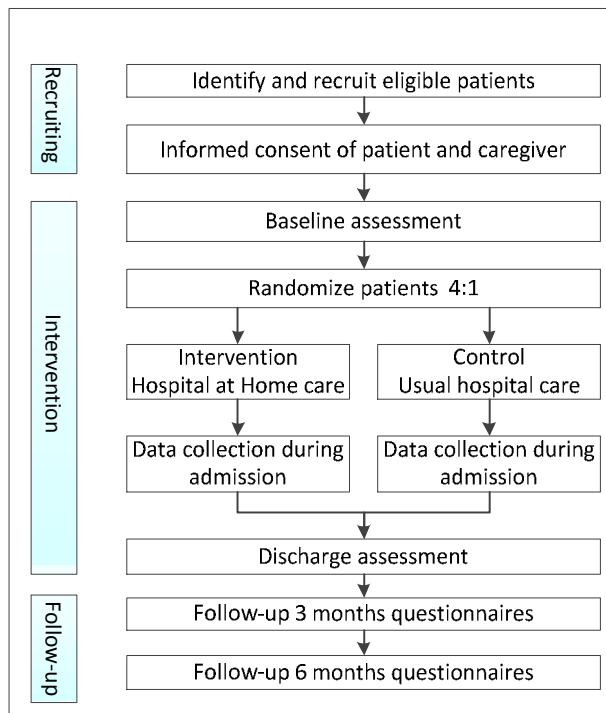 Recruiting
Identify and recruit eligible patients
Informed consent of patient and caregiver
Intervention
Baseline assessment
Randomize patients 4:1
Intervention
Hospital at Home care
Control
Usual hospital care
Data collection during
admission
Data collection during
admission
Discharge assessment
Follow-up
Follow-up 3 months questionnaires
Follow-up 6 months questionnaires